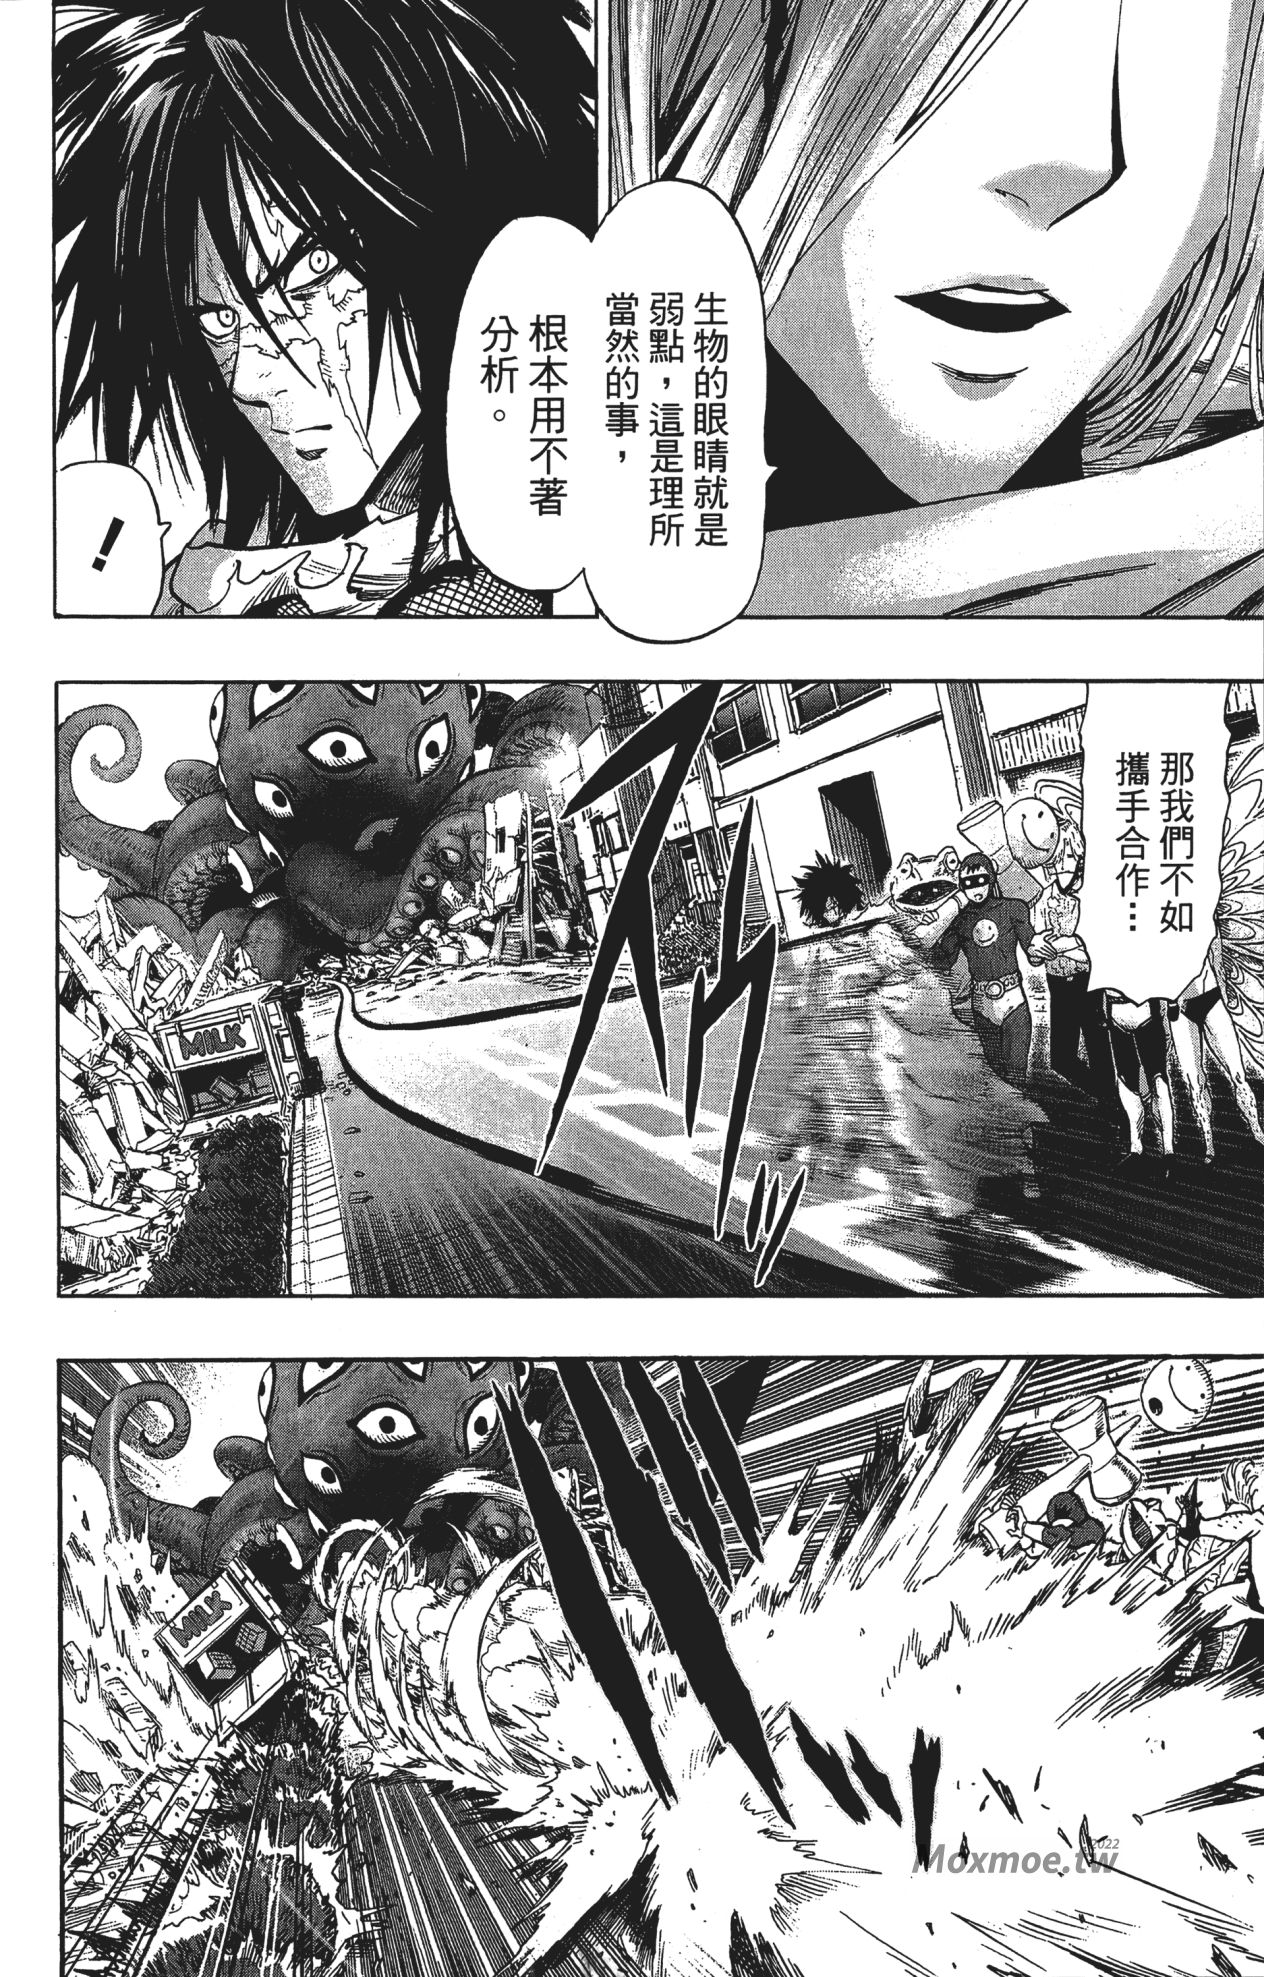 生物的眼睛就是
弱點，這是理所
當然的事，
根本用不著
分析。
！
那我們不如
攜手合作…
MILK
MILK
2022
Moxmoe.tw